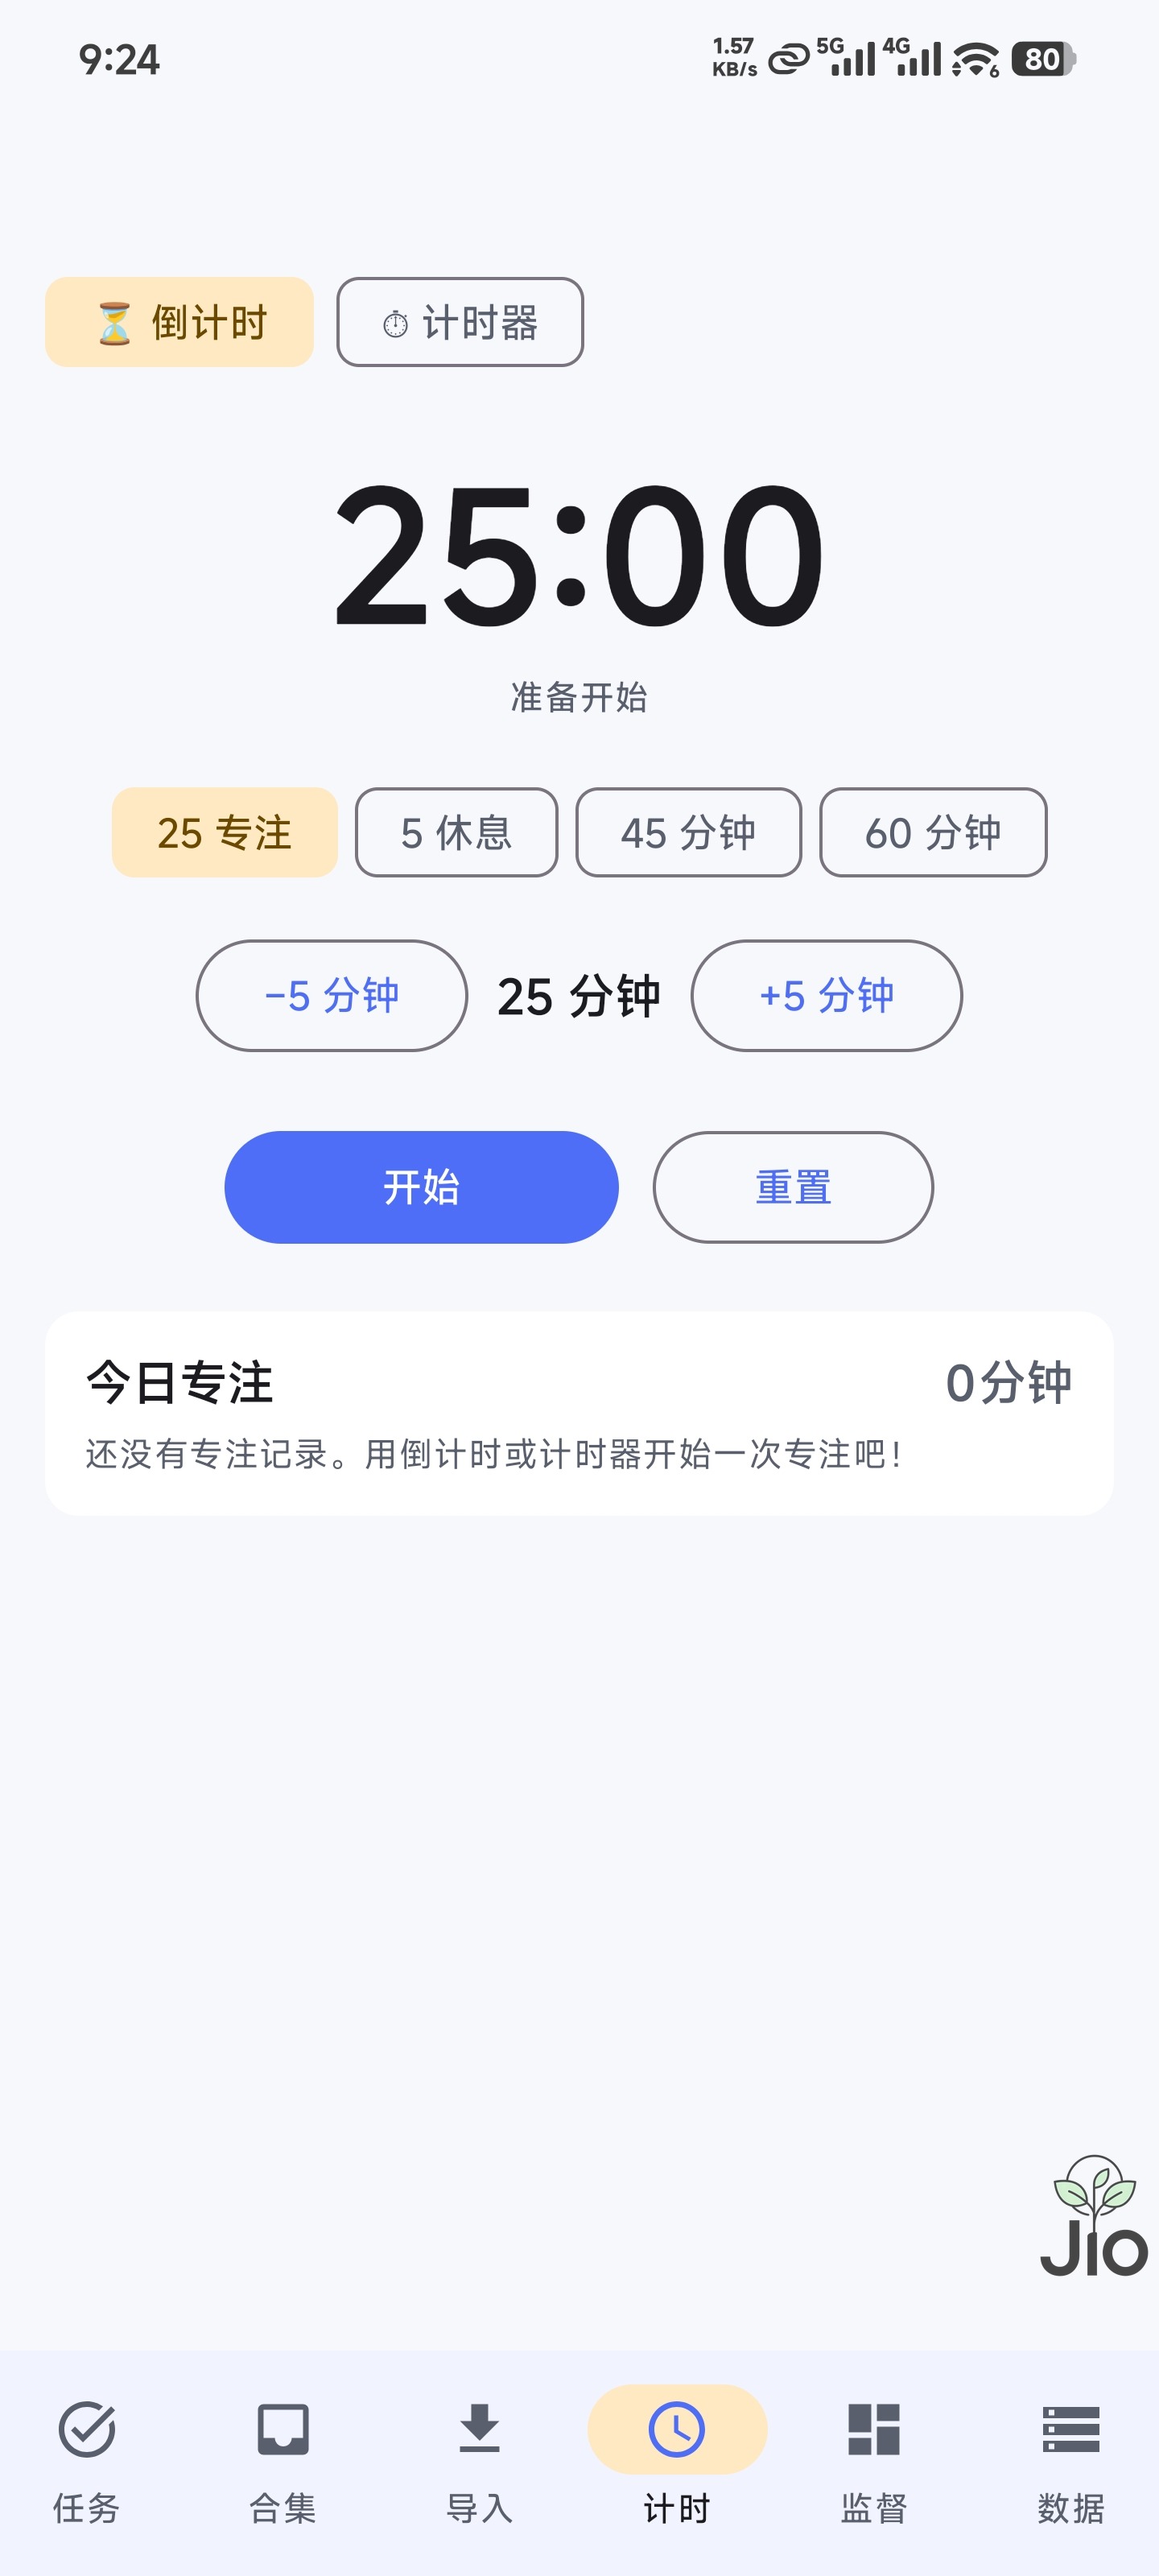 9:24
1.57 KB/s 5G 4G 6 80
倒计时 计时器
25:00
准备开始
25 专注 5 休息 45 分钟 60 分钟
−5 分钟 25 分钟 +5 分钟
开始 重置
今日专注 0分钟
还没有专注记录。用倒计时或计时器开始一次专注吧！
Jio
任务 合集 导入 计时 监督 数据